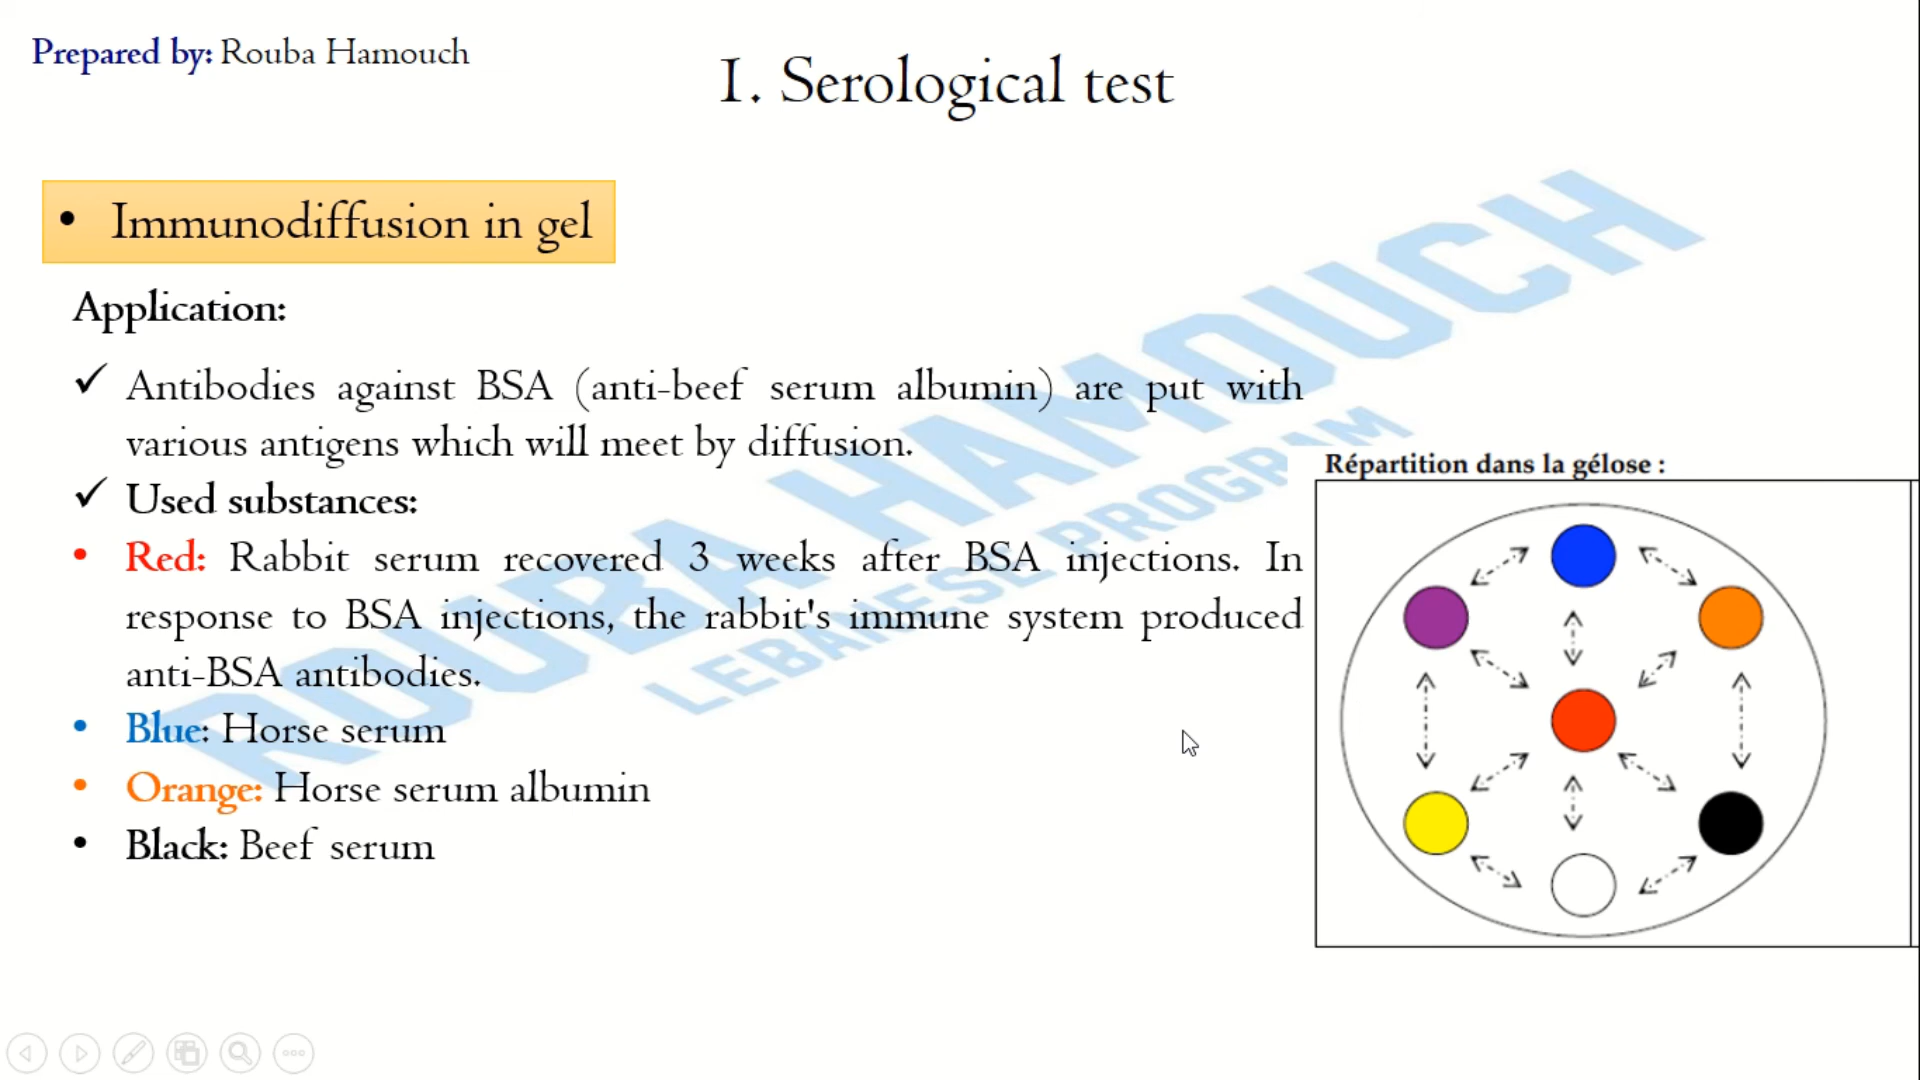 Prepared by: Rouba Hamouch
I. Serological test
• Immunodiffusion in gel
Application:
✓ Antibodies against BSA (anti-beef serum albumin) are put with
various antigens which will meet by diffusion.
✓ Used substances:
• Red: Rabbit serum recovered 3 weeks after BSA injections. In
response to BSA injections, the rabbit's immune system produced
anti-BSA antibodies.
• Blue: Horse serum
• Orange: Horse serum albumin
• Black: Beef serum
Répartition dans la gélose :
ROUBA HAMOUCH
LEBANESE PROGRAM